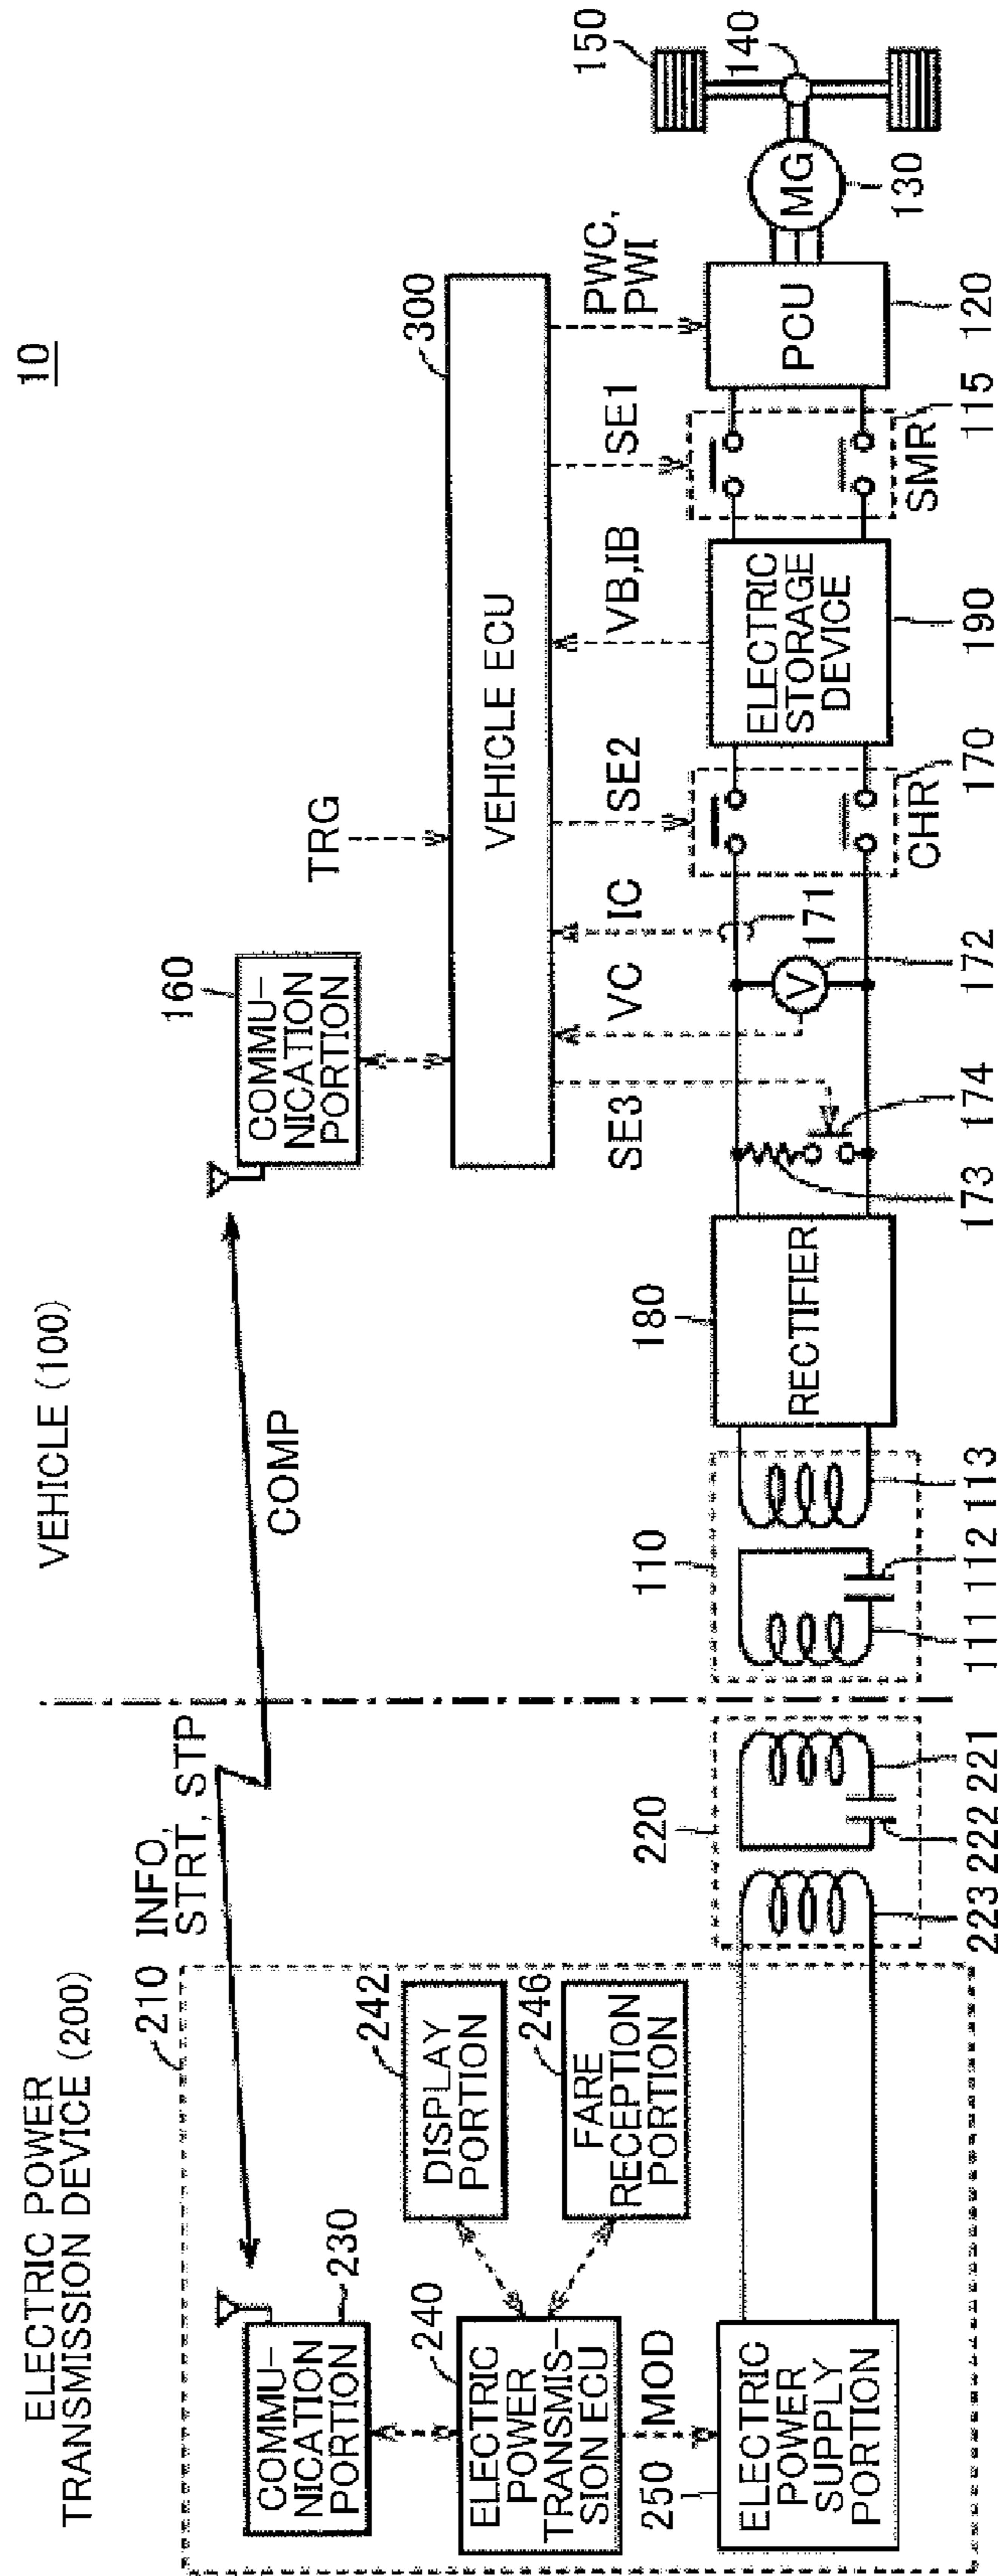 10
ELECTRIC POWER
TRANSMISSION DEVICE (200)
VEHICLE (100)
210
INFO,
STRT, STP
COMP
COMMU-
NICATION
PORTION
230
240
ELECTRIC
POWER
TRANSMIS-
SION ECU
DISPLAY
PORTION
242
FARE
RECEPTION
PORTION
246
MOD
250
ELECTRIC
POWER
SUPPLY
PORTION
220
223
222
221
110
111
112
113
180
RECTIFIER
160
COMMU-
NICATION
PORTION
TRG
300
VEHICLE ECU
SE3
VC
IC
SE2
VB,IB
SE1
PWC,
PWI
173
174
V
172
171
CHR
170
ELECTRIC
STORAGE
DEVICE
190
SMR
115
PCU
120
MG
130
140
150